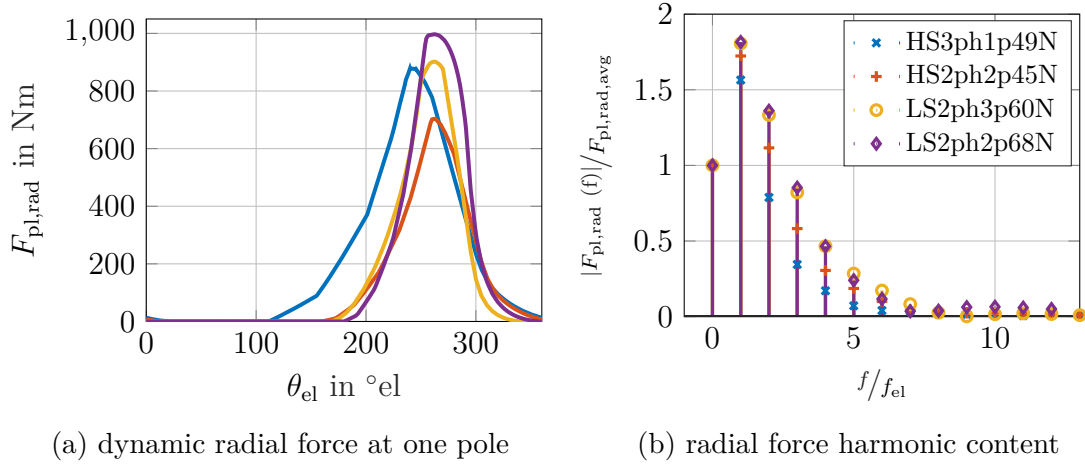 1,000
800
600
400
200
0
0
200
300
F_pl,rad in Nm
θ_el in °el
(a) dynamic radial force at one pole
2
1.5
1
0.5
0
0
5
10
|F_pl,rad (f)|/F_pl,rad,avg
f/f_el
HS3ph1p49N
HS2ph2p45N
LS2ph3p60N
LS2ph2p68N
(b) radial force harmonic content